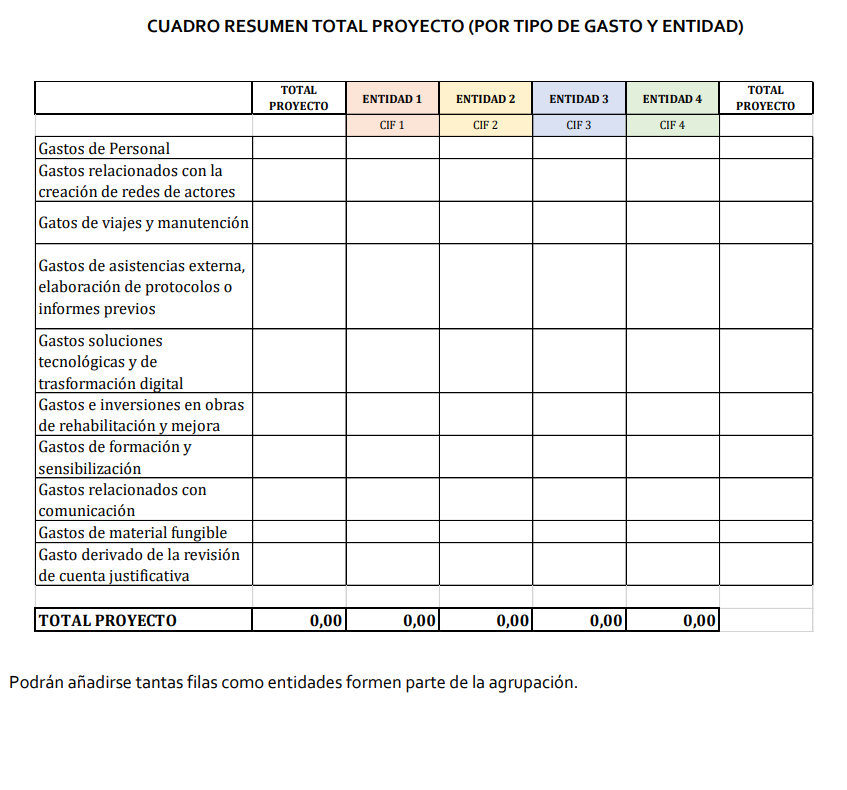 CUADRO RESUMEN TOTAL PROYECTO (POR TIPO DE GASTO Y ENTIDAD)
TOTAL PROYECTO ENTIDAD 1 ENTIDAD 2 ENTIDAD 3 ENTIDAD 4 TOTAL PROYECTO
CIF 1 CIF 2 CIF 3 CIF 4
Gastos de Personal
Gastos relacionados con la
creación de redes de actores
Gatos de viajes y manutención
Gastos de asistencias externa,
elaboración de protocolos o
informes previos
Gastos soluciones
tecnológicas y de
trasformación digital
Gastos e inversiones en obras
de rehabilitación y mejora
Gastos de formación y
sensibilización
Gastos relacionados con
comunicación
Gastos de material fungible
Gasto derivado de la revisión
de cuenta justificativa
TOTAL PROYECTO 0,00 0,00 0,00 0,00 0,00
Podrán añadirse tantas filas como entidades formen parte de la agrupación.